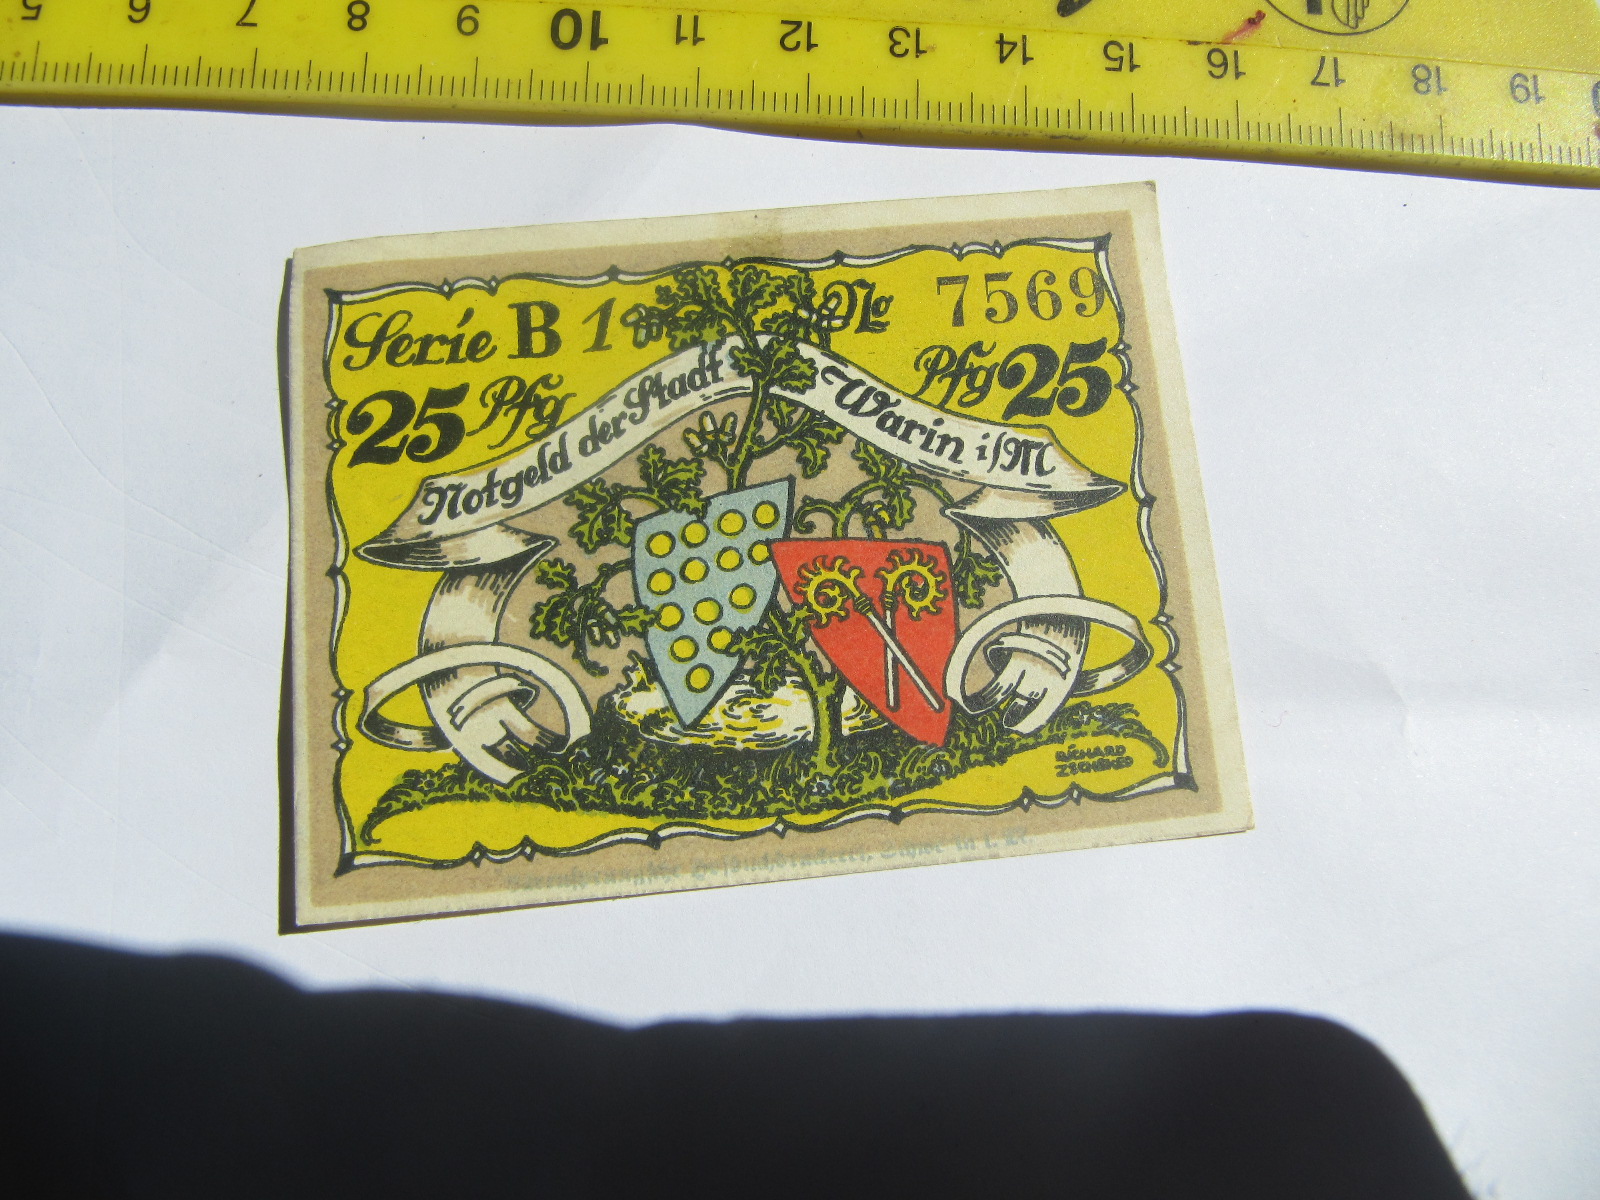 5 6 7 8 9 10 11 12 13 14 15 16 17 18 19
Serie B 1 No 7569
25 Pfg Pfg 25
Notgeld der Stadt Warin i/M
RICHARD